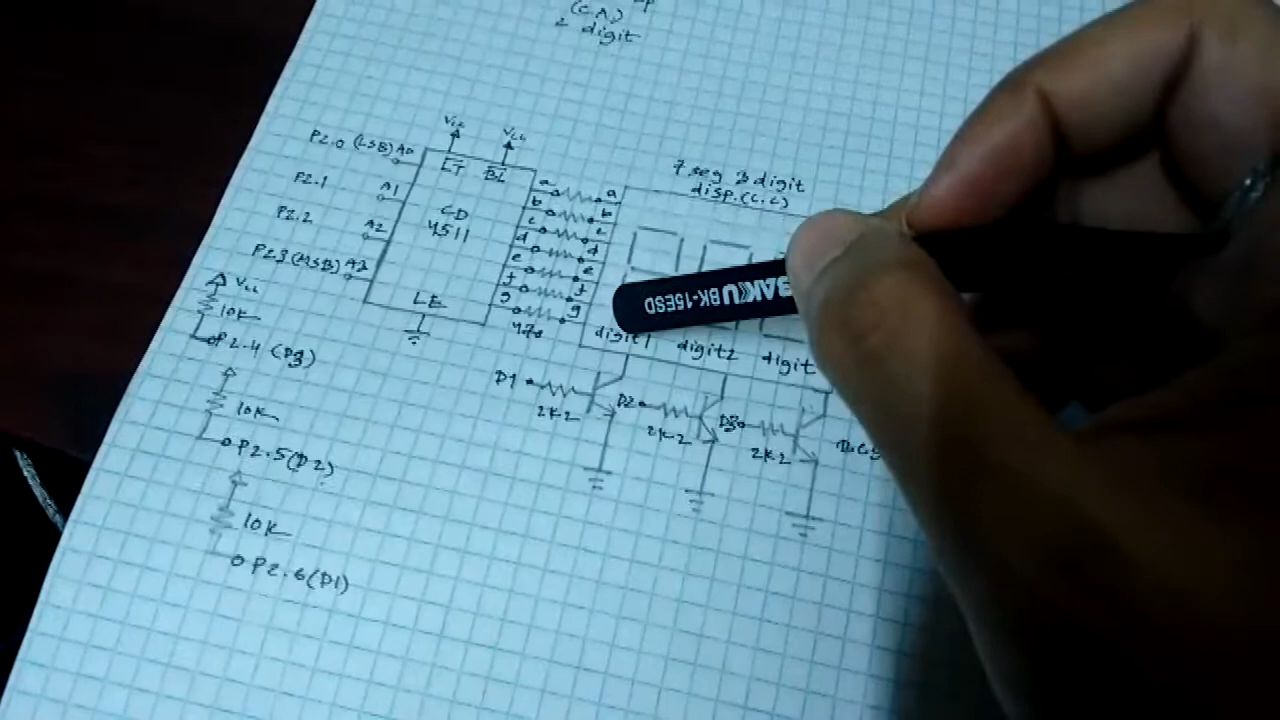 (C.A)
2 digit
Vcc
Vcc
P2.0 (LSB) A0
P2.1 A1
P2.2 A2
P2.3 (MSB) A3
LT BL
CD
4511
LE
a a
b b
c c
d d
e e
f f
g g
470
7 seg 3 digit
disp. (C.C)
digit1 digit2 digit
BAKU BK-15ESD
Vcc
10K
P2.4 (D3)
10K
P2.5 (D2)
10K
P2.6 (D1)
D1
2K2
D2
2K2
D3
2K2